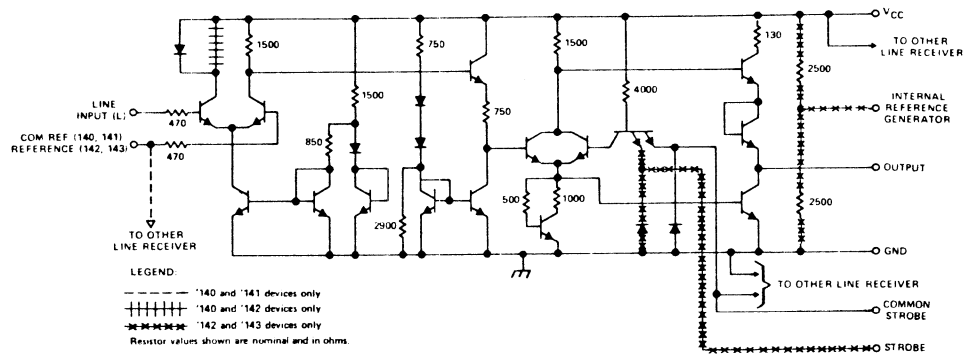 VCC
TO OTHER
LINE RECEIVER
1500
750
1500
130
2500
1500
750
4000
LINE
INPUT (L)
470
INTERNAL
REFERENCE
GENERATOR
COM REF (140, 141)
REFERENCE (142, 143)
470
850
OUTPUT
500
1000
2900
2500
TO OTHER
LINE RECEIVER
GND
LEGEND:
TO OTHER LINE RECEIVER
'140 and '141 devices only
COMMON
STROBE
'140 and '142 devices only
'142 and '143 devices only
STROBE
Resistor values shown are nominal and in ohms.